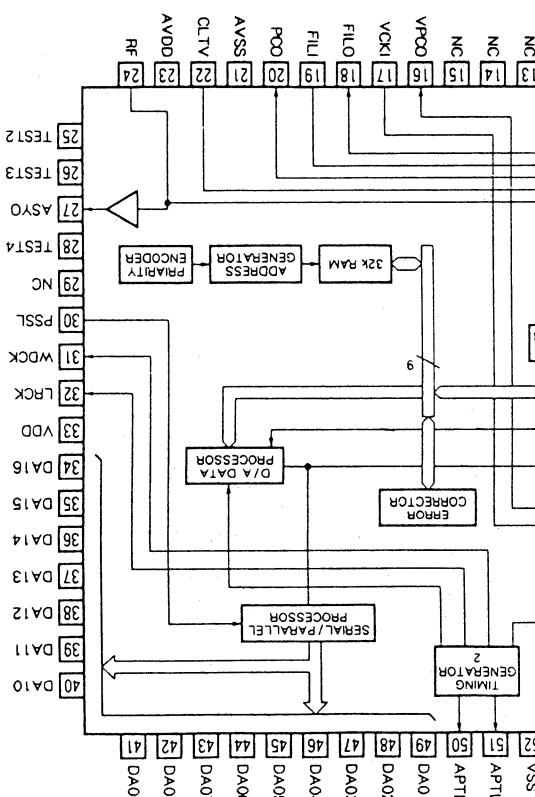 RF
AVDD
CLTV
AVSS
PCO
FILI
FILO
VCKI
VPCO
NC
NC
NC
24
23
22
21
20
19
18
17
16
15
14
13
25 TEST2
26 TEST3
27 ASYO
28 TEST4
29 NC
30 PSSL
31 WDCK
32 LRCK
33 VDD
34 DA16
35 DA15
36 DA14
37 DA13
38 DA12
39 DA11
40 DA10
PRIARITY
ENCODER
ADDRESS
GENERATOR
32k RAM
9
D/A DATA
PROCESSOR
ERROR
CORRECTOR
SERIAL/PARALLEL
PROCESSOR
TIMING
GENERATOR
2
41
42
43
44
45
46
47
48
49
50
51
52
DA0
DA0
DA0
DA0
DA0
DA0
DA0
DA02
DA0
VSS